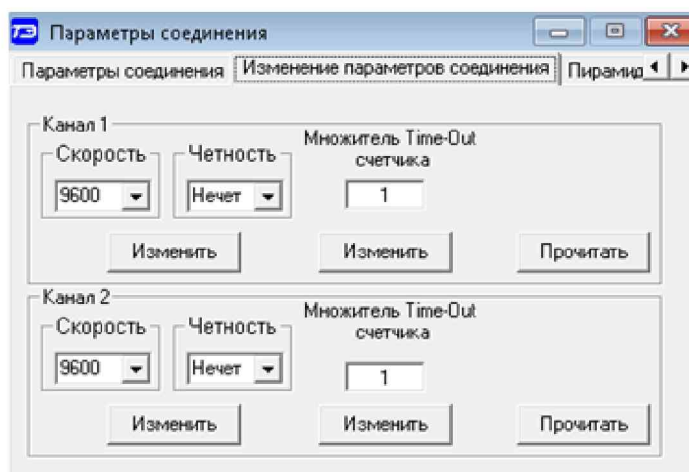 ТЭ Параметры соединения
Параметры соединения Изменение параметров соединения Пирамид
Канал 1
Скорость Четность Множитель Time-Out
счетчика
9600 Нечет 1
Изменить Изменить Прочитать
Канал 2
Скорость Четность Множитель Time-Out
счетчика
9600 Нечет 1
Изменить Изменить Прочитать